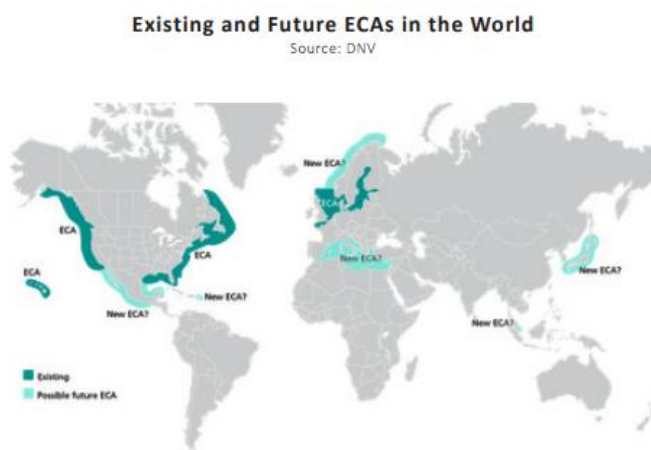 Existing and Future ECAs in the World
Source: DNV
New ECA?
ECA
ECA
ECA
ECA
New ECA?
New ECA?
New ECA?
New ECA?
New ECA?
Existing
Possible future ECA